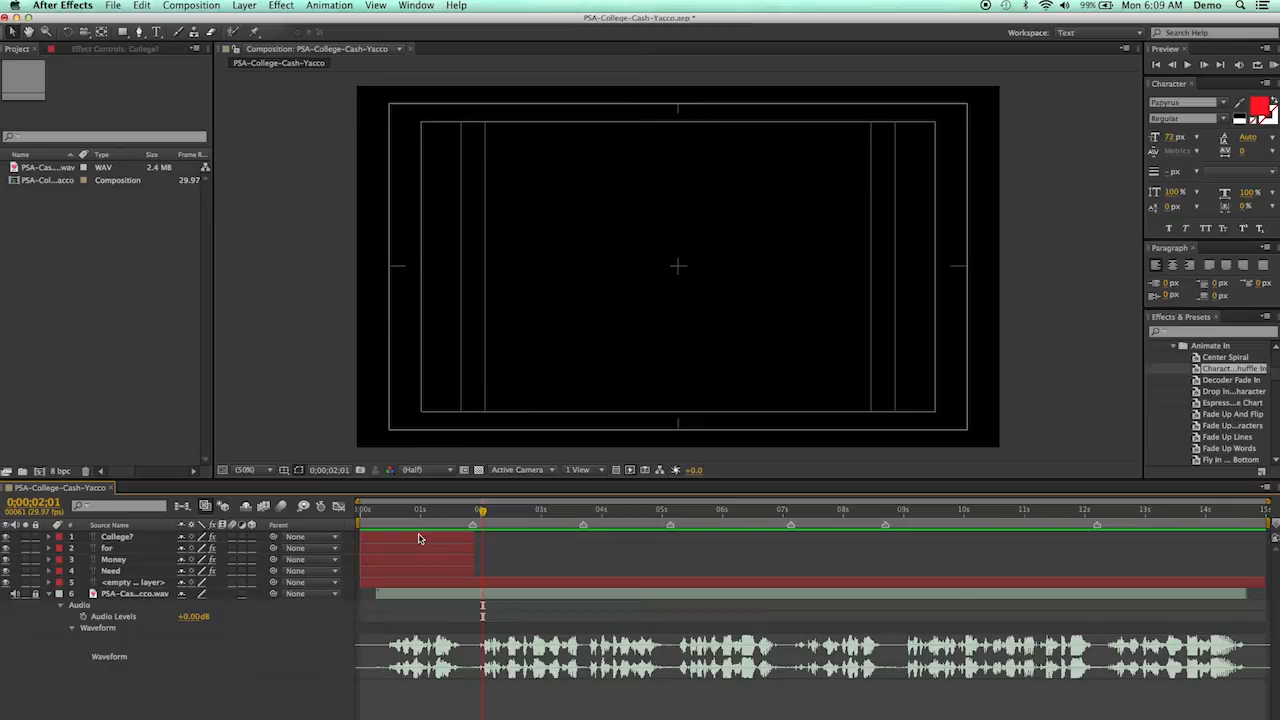 After Effects File Edit Composition Layer Effect Animation View Window Help 99% Mon 6:09 AM Demo
PSA-College-Cash-Yacco.aep *
Workspace: Text Search Help
Project Effect Controls: College? Composition: PSA-College-Cash-Yacco Preview
PSA-College-Cash-Yacco
Character
Papyrus
Regular
72 px Auto
Metrics 0
- px
100 % 100 %
0 px 0 %
T T TT Tt T¹ T₁
Name Type Size Frame R...
PSA-Cas....wav WAV 2.4 MB
PSA-Col...acco Composition 29.97
Paragraph
0 px 0 px 0 px
0 px 0 px
Effects & Presets
Animate In
Center Spiral
Charact...huffle In
Decoder Fade In
Drop In...haracter
Express...e Chart
Fade Up And Flip
Fade Up...racters
Fade Up Lines
Fade Up Words
Fly In ... Bottom
8 bpc (50%) 0;00;02;01 (Half) Active Camera 1 View +0.0
PSA-College-Cash-Yacco
0;00;02;01
00061 (29.97 fps)
:00s 01s 03s 04s 05s 06s 07s 08s 09s 10s 11s 12s 13s 14s 15s
# Source Name Parent
1 College? None
2 for None
3 Money None
4 Need None
5 <empty ... layer> None
6 PSA-Cas...cco.wav None
Audio
Audio Levels +0.00dB
Waveform
Waveform